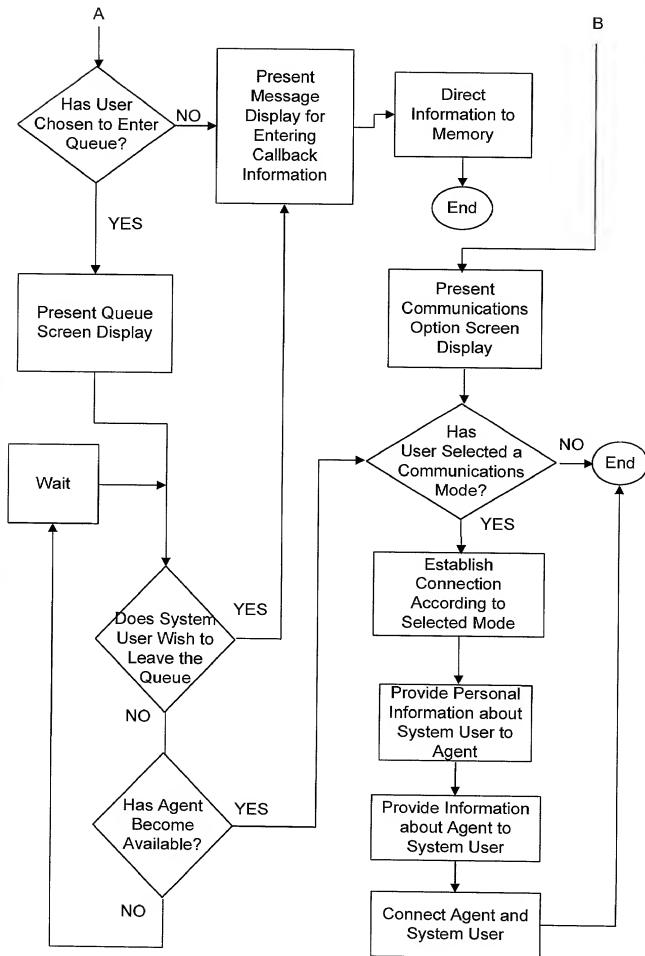 A
B
Has User
Chosen to Enter
Queue?
NO
Present
Message
Display for
Entering
Callback
Information
Direct
Information to
Memory
End
YES
Present Queue
Screen Display
Present
Communications
Option Screen
Display
Has
User Selected a
Communications
Mode?
NO
End
Wait
YES
Establish
Connection
According to
Selected Mode
Does System
User Wish to
Leave the
Queue
YES
NO
Provide Personal
Information about
System User to
Agent
Has Agent
Become
Available?
YES
Provide Information
about Agent to
System User
NO
Connect Agent and
System User